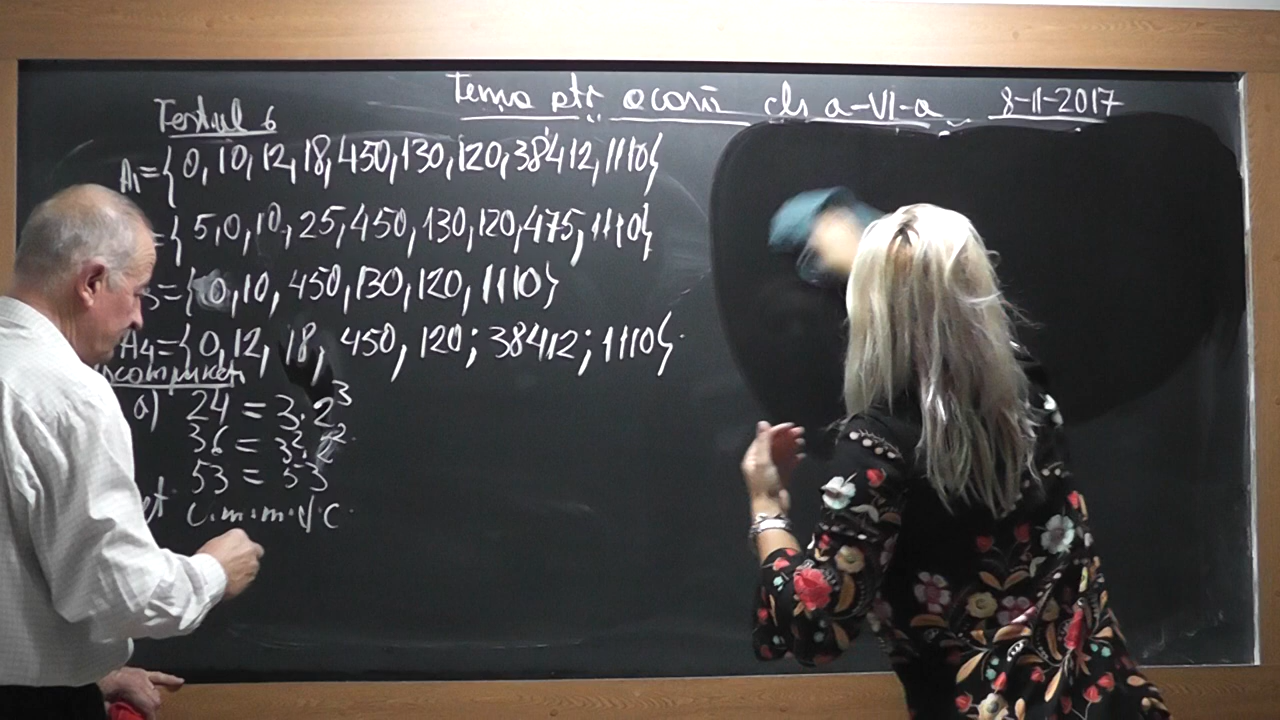 Tema ptr acasă cls a-VI-a 8-11-2017
Testul 6
A₁={0, 10, 12, 18, 450, 130, 120, 38412, 1110}
={5, 0, 10, 25, 450, 130, 120, 475, 1110}
={0, 10, 450, 130, 120, 1110}
A₄={0, 12, 18, 450, 120; 38412; 1110}.
a) 24 = 3·2³
36 = 3²·2²
53 = 53
c.m.m.d.c.